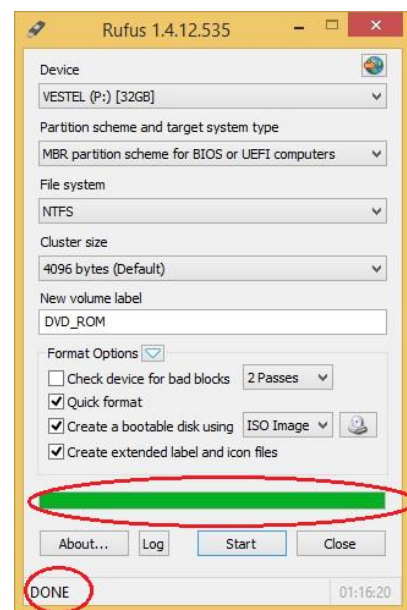 Rufus 1.4.12.535
Device
VESTEL (P:) [32GB]
Partition scheme and target system type
MBR partition scheme for BIOS or UEFI computers
File system
NTFS
Cluster size
4096 bytes (Default)
New volume label
DVD_ROM
Format Options
Check device for bad blocks 2 Passes
Quick format
Create a bootable disk using ISO Image
Create extended label and icon files
About... Log Start Close
DONE 01:16:20